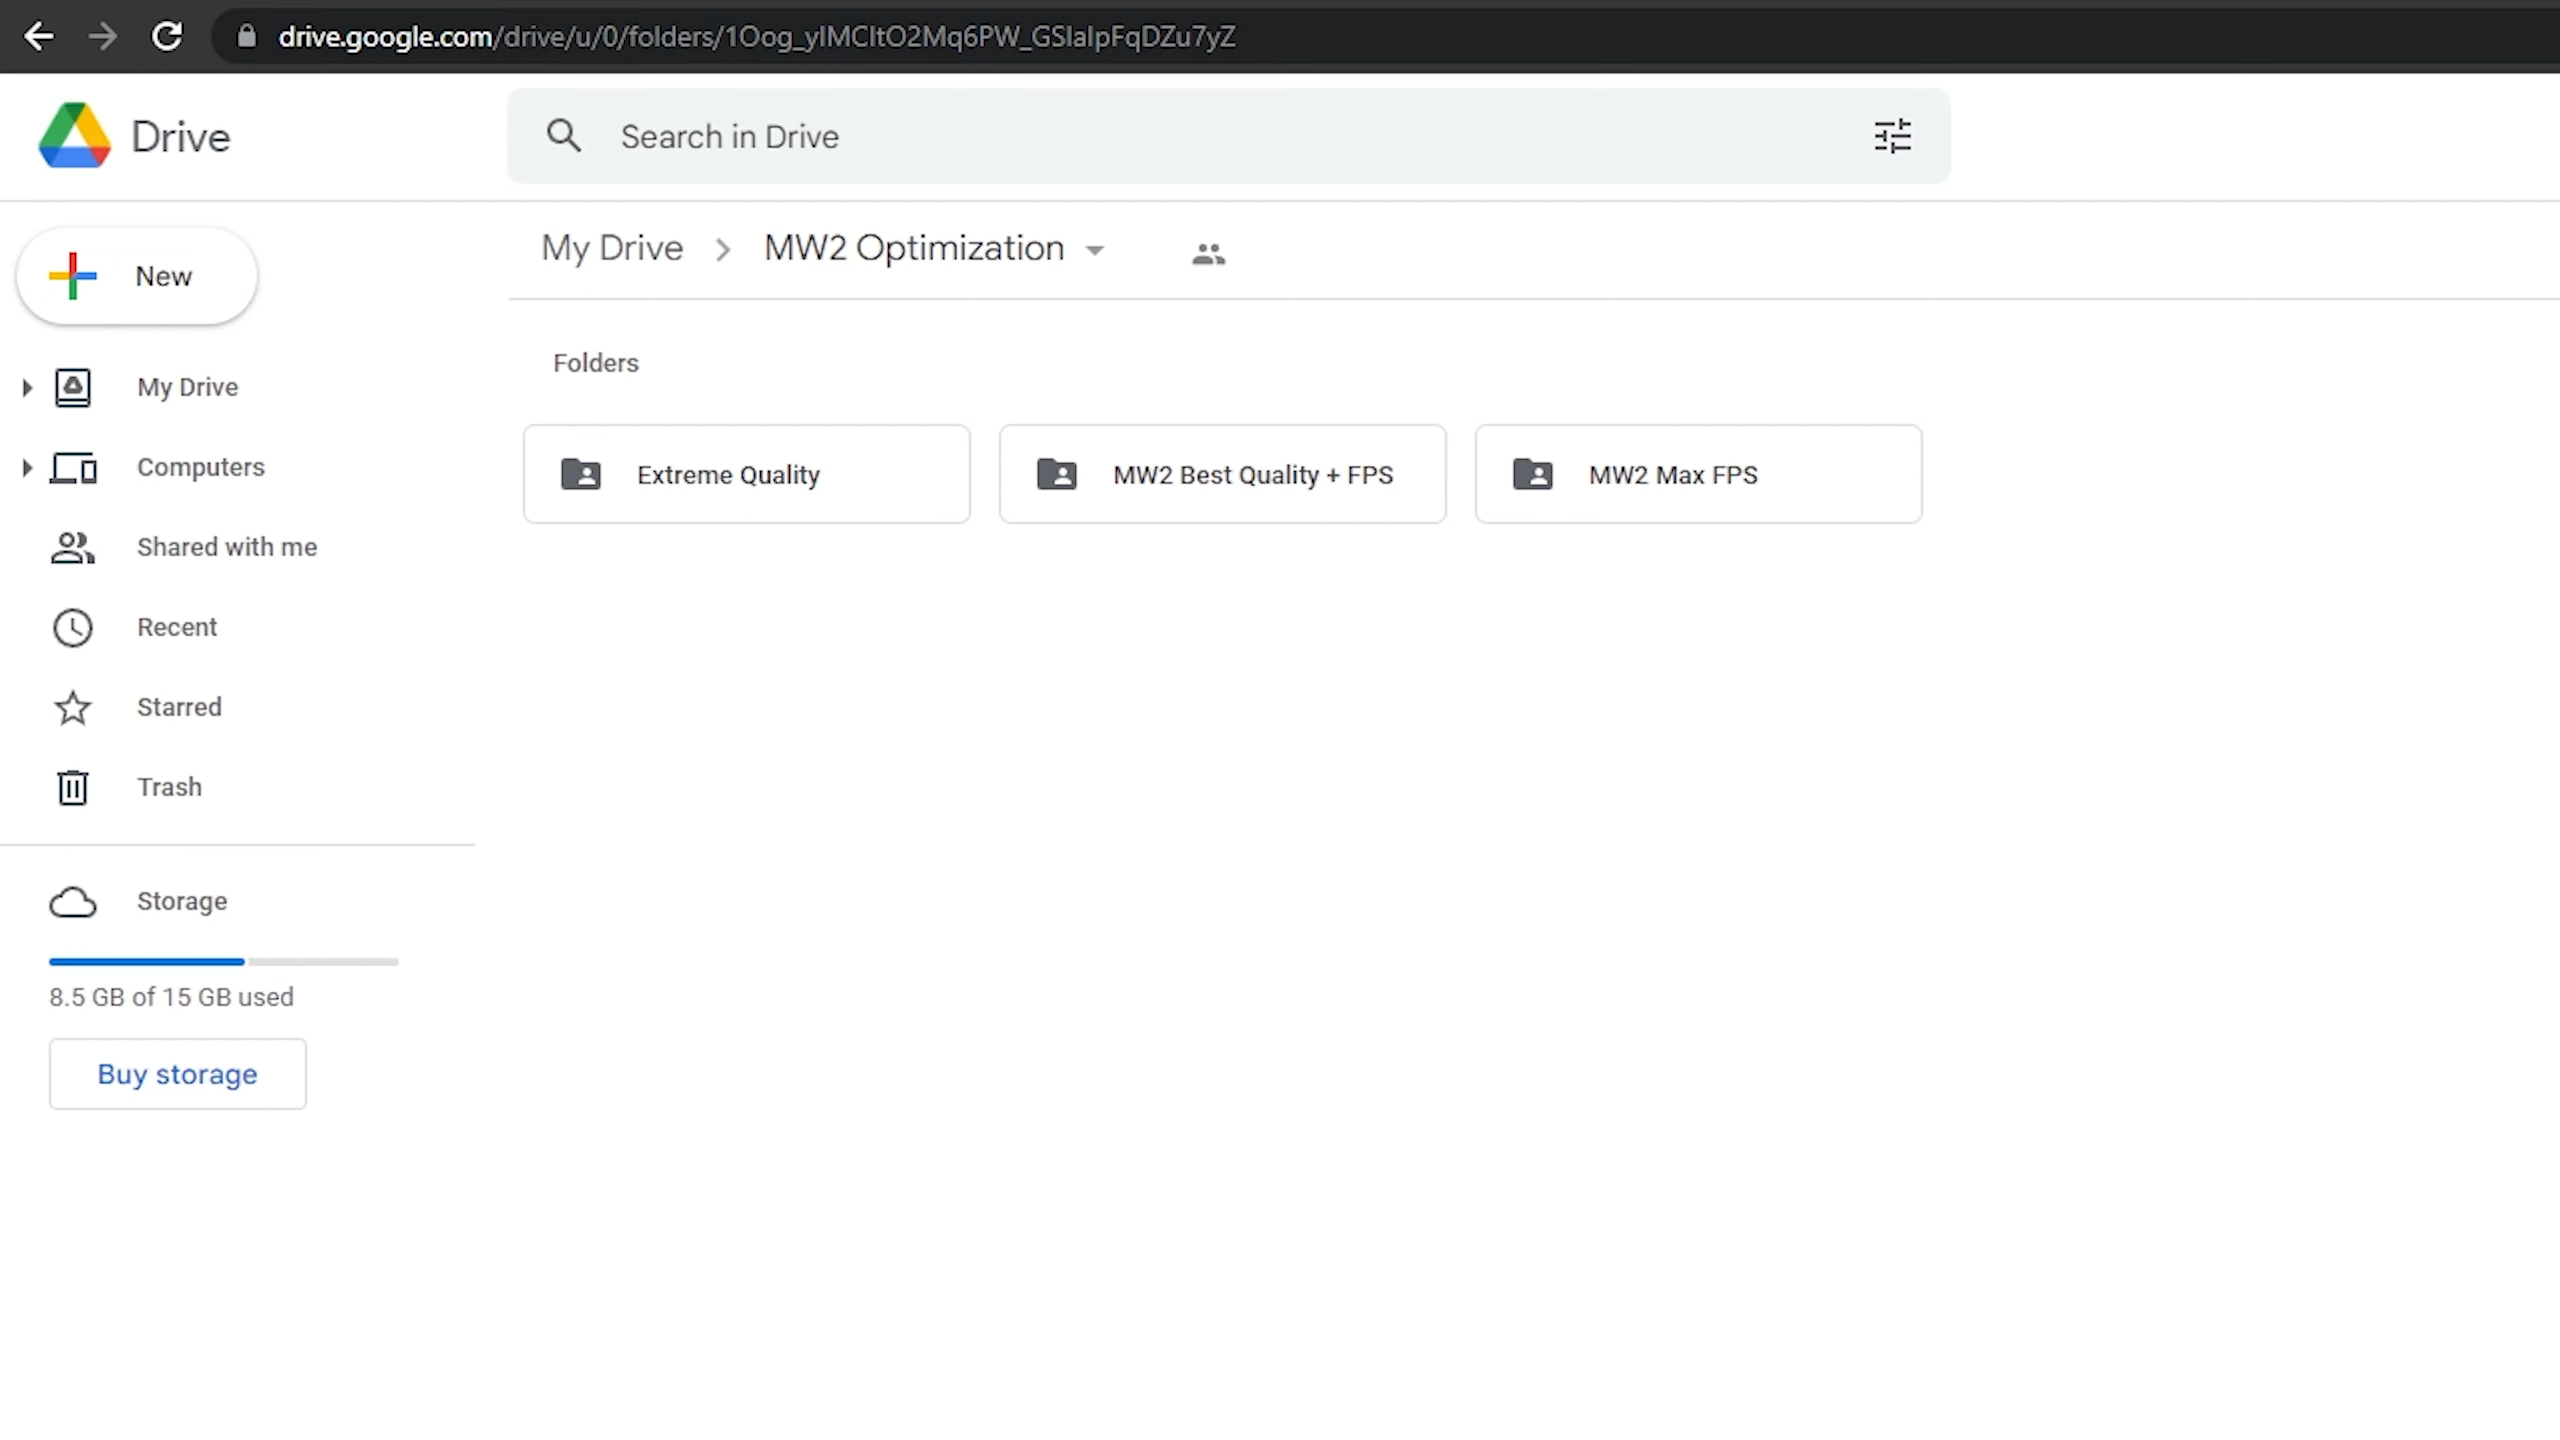 drive.google.com/drive/u/0/folders/1Oog_yIMCltO2Mq6PW_GSlaIpFqDZu7yZ
Drive
Search in Drive
New
My Drive
MW2 Optimization
My Drive
Computers
Shared with me
Recent
Starred
Trash
Storage
8.5 GB of 15 GB used
Buy storage
Folders
Extreme Quality
MW2 Best Quality + FPS
MW2 Max FPS